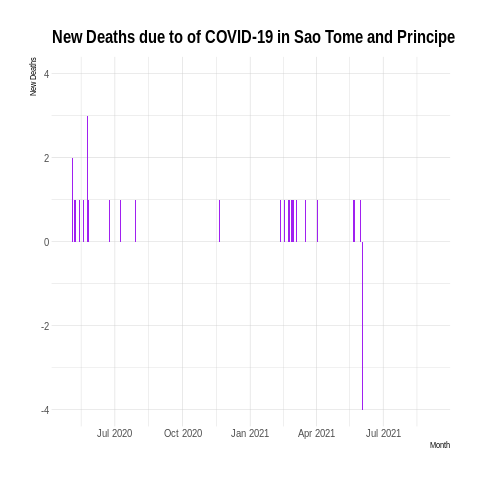 New Deaths due to of COVID-19 in Sao Tome and Principe
New Deaths
4
2
0
-2
-4
Jul 2020 Oct 2020 Jan 2021 Apr 2021 Jul 2021
Month